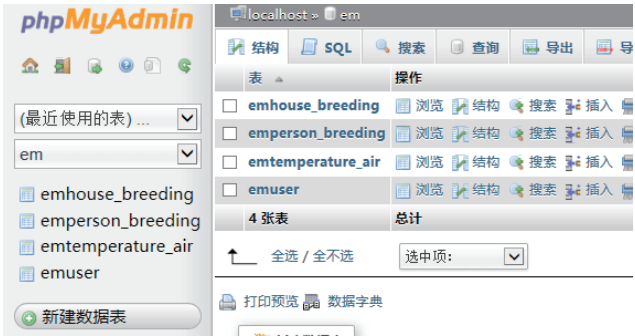 phpMyAdmin
(最近使用的表) ...
em
emhouse_breeding
emperson_breeding
emtemperature_air
emuser
新建数据表
localhost » em
结构 SQL 搜索 查询 导出 导
表 操作
emhouse_breeding 浏览 结构 搜索 插入
emperson_breeding 浏览 结构 搜索 插入
emtemperature_air 浏览 结构 搜索 插入
emuser 浏览 结构 搜索 插入
4 张表 总计
全选 / 全不选 选中项:
打印预览 数据字典